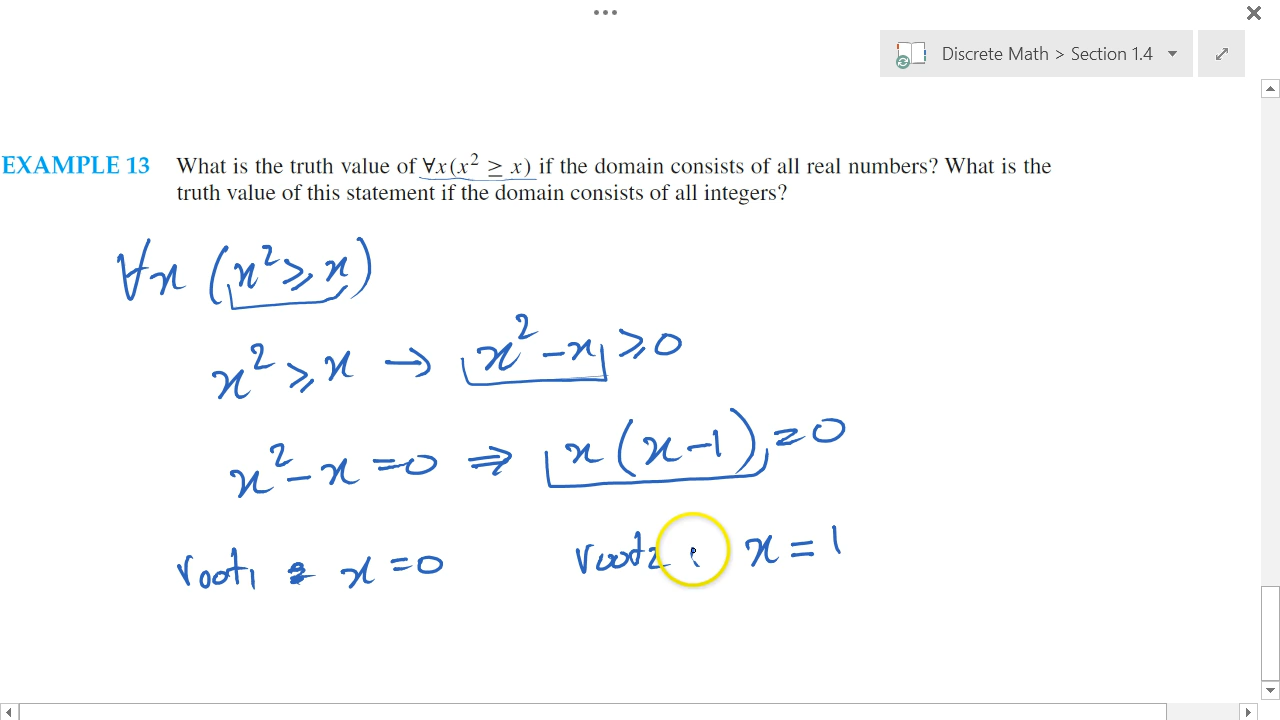 Discrete Math > Section 1.4
EXAMPLE 13 What is the truth value of ∀x(x² ≥ x) if the domain consists of all real numbers? What is the
truth value of this statement if the domain consists of all integers?
∀x (x² ≥ x)
x² ≥ x → x² - x ≥ 0
x² - x = 0 ⇒ x(x-1) = 0
root1 : x = 0 root2 : x = 1